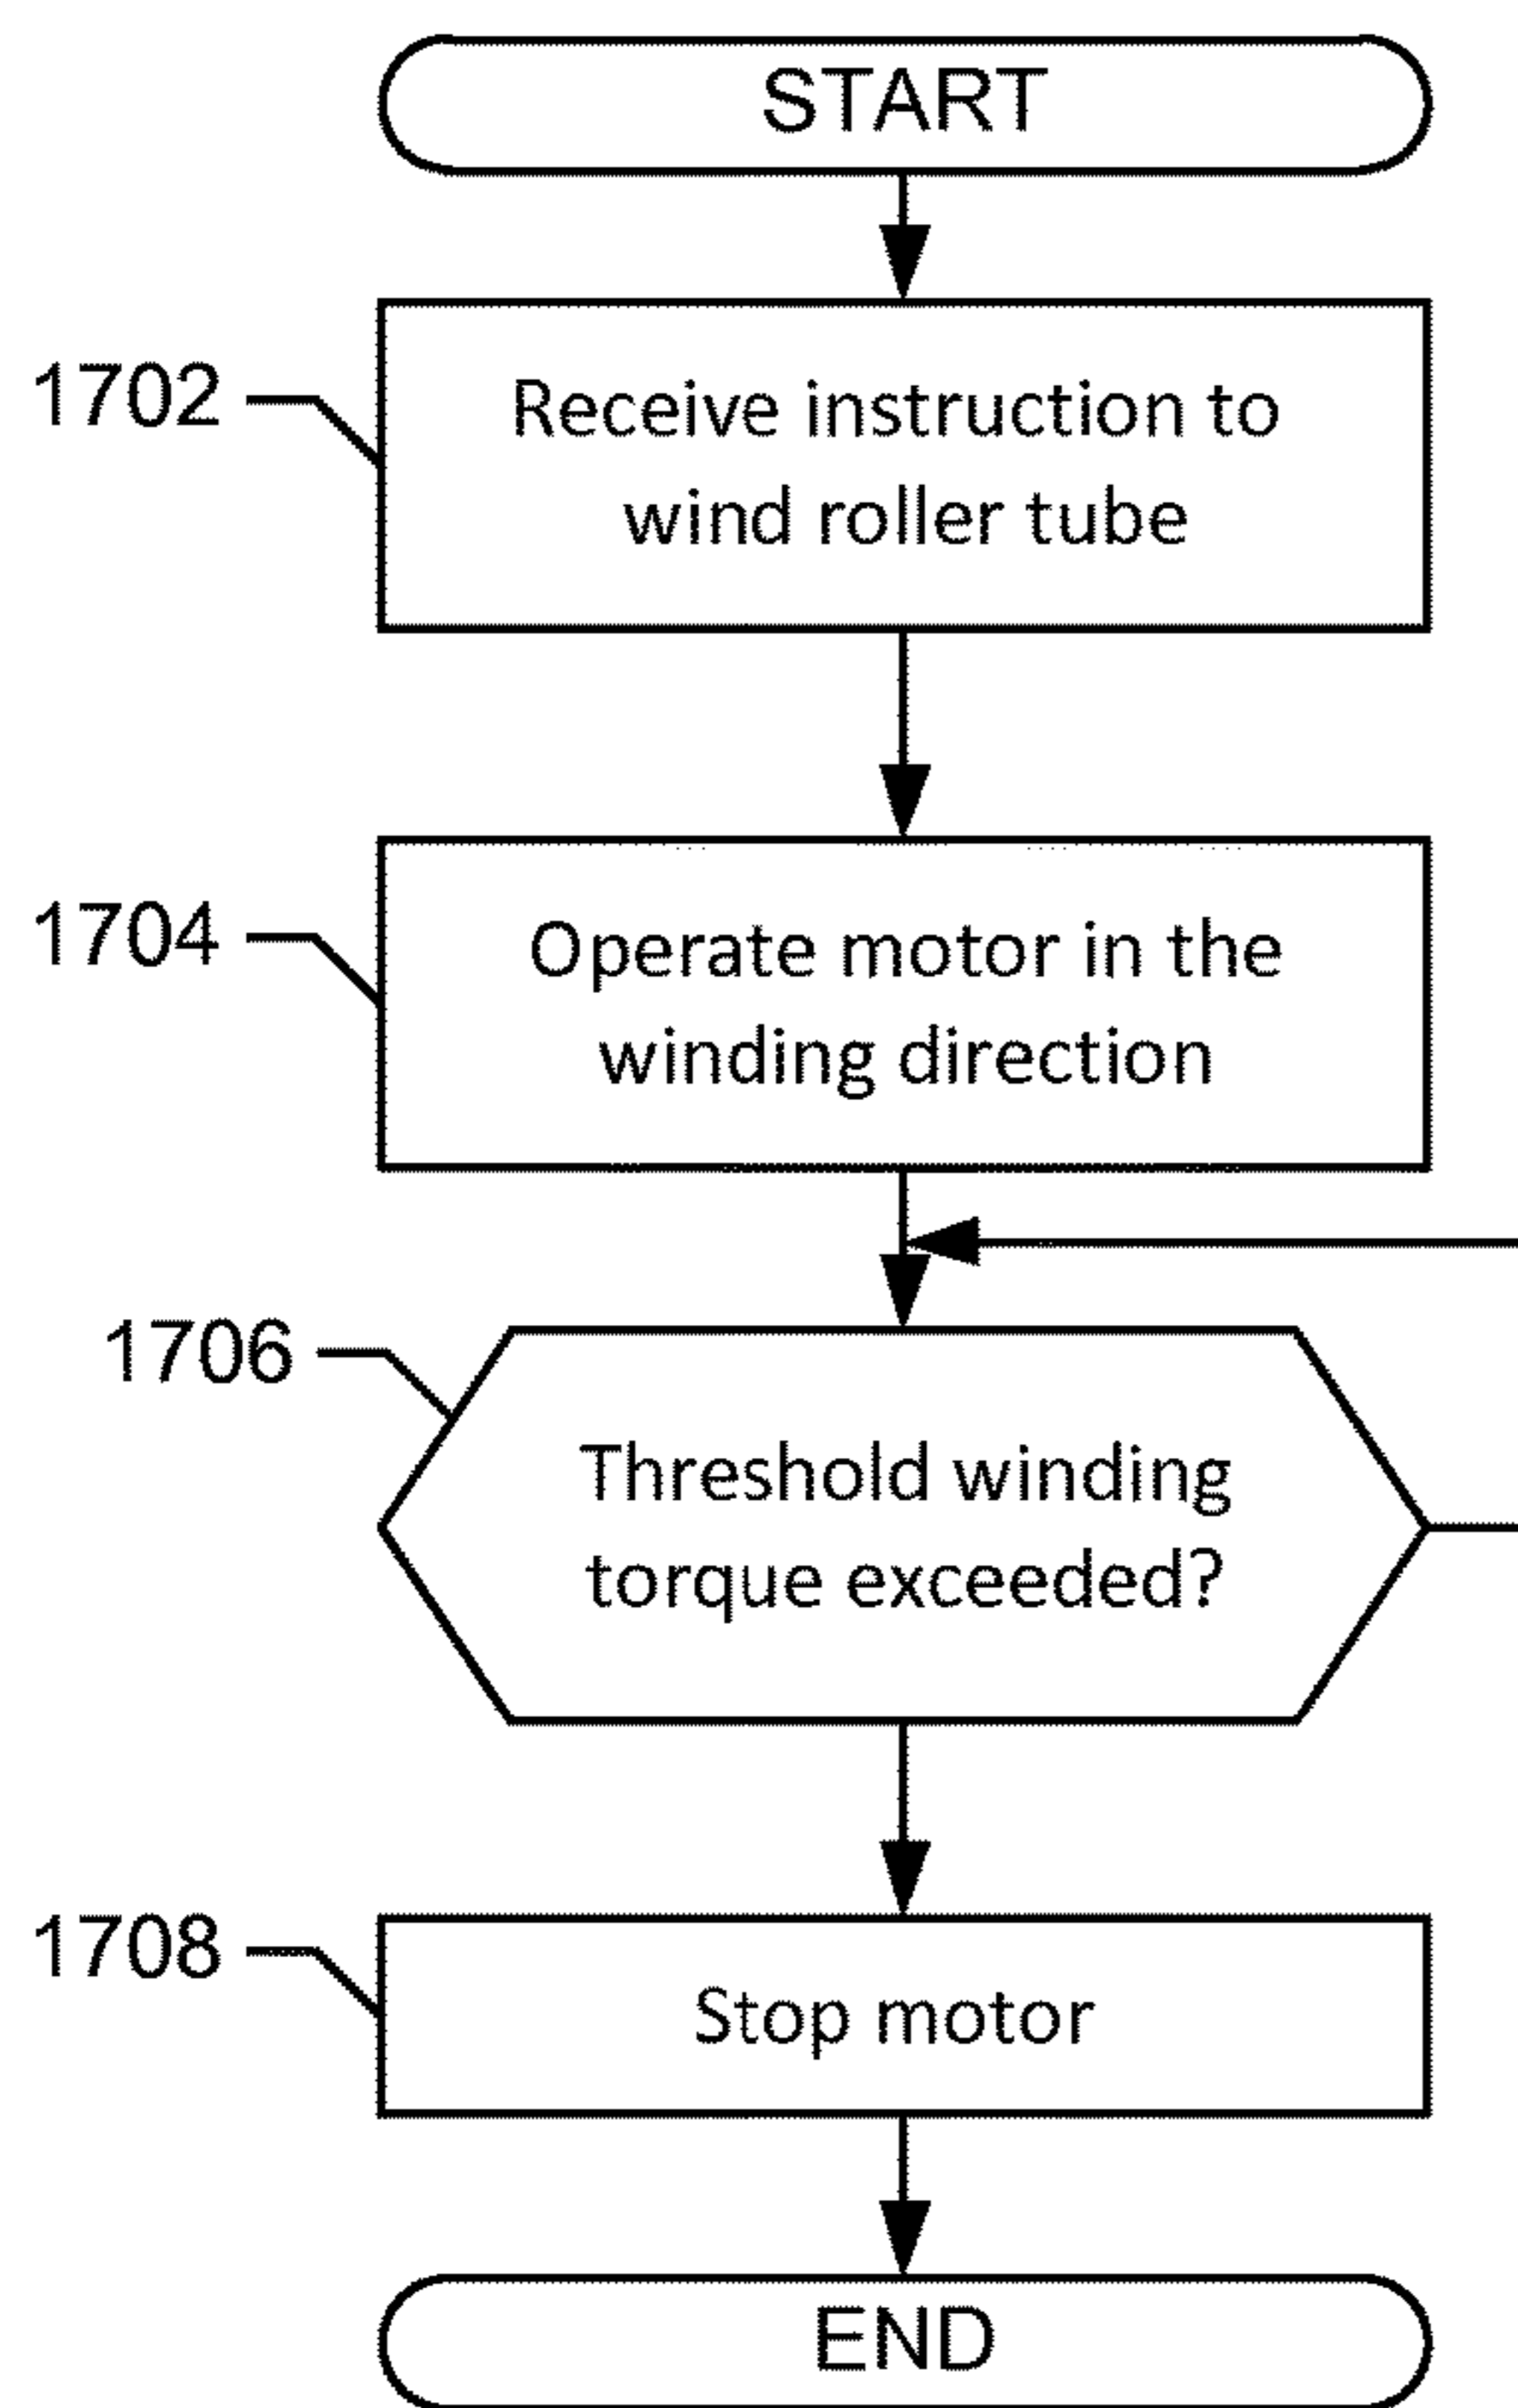 START
1702
Receive instruction to
wind roller tube
1704
Operate motor in the
winding direction
1706
Threshold winding
torque exceeded?
1708
Stop motor
END